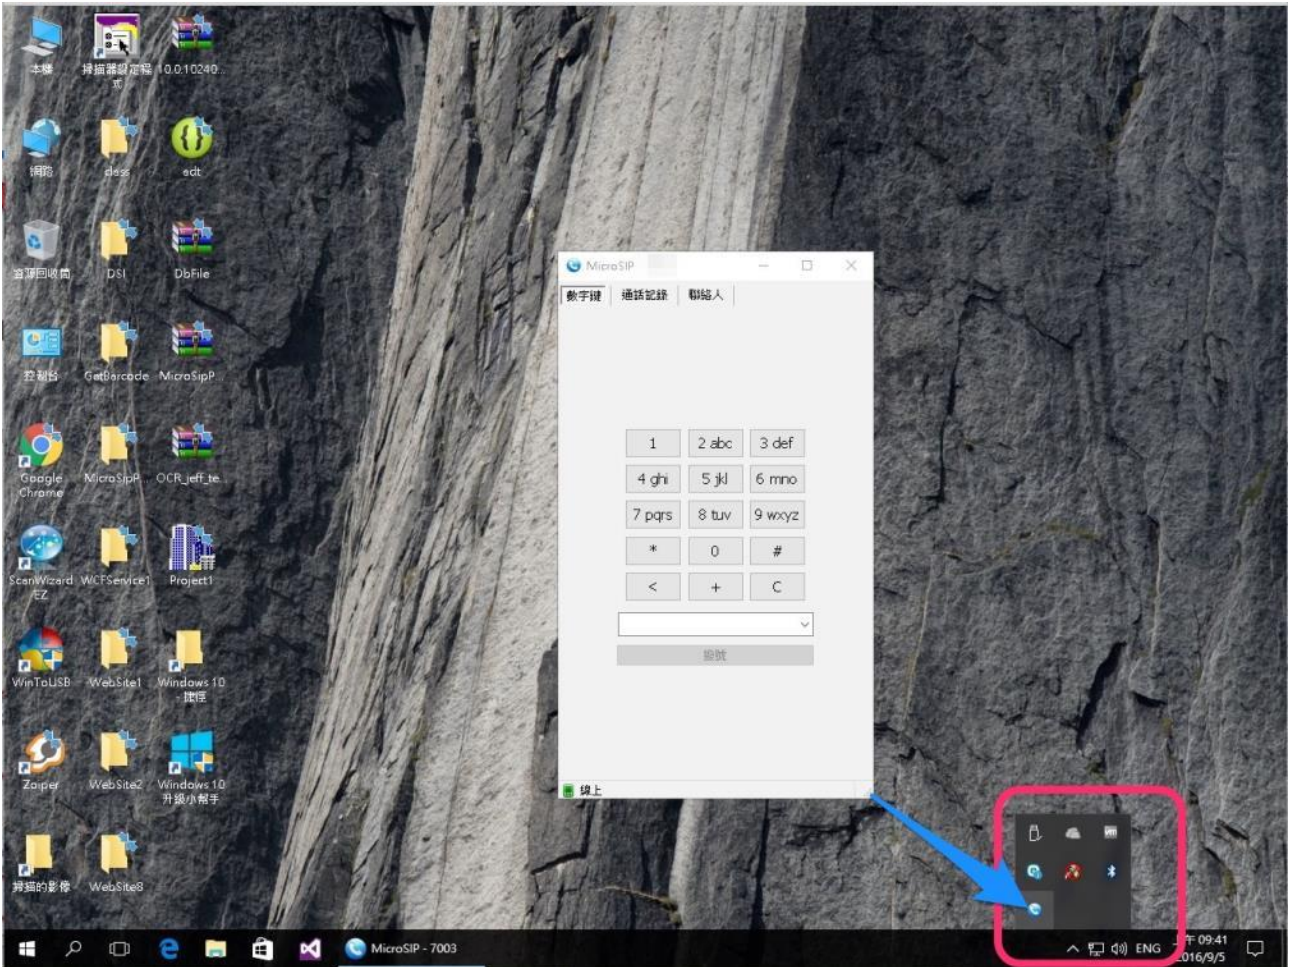 本機
掃描器設定程
式
10.0.10240...
網路
class
adt
資源回收筒
DSI
DbFile
控制台
GatBarcode
MicroSipP...
Google
Chrome
MicroSipP...
OCR_jeff_te...
ScanWizard
EZ
WCFService1
Project1
WinToUSB
WebSite1
Windows 10
- 捷徑
Zoiper
WebSite2
Windows 10
升級小幫手
掃描的影像
WebSite8
MicroSIP
數字鍵
通話記錄
聯絡人
1
2 abc
3 def
4 ghi
5 jkl
6 mno
7 pqrs
8 tuv
9 wxyz
*
0
#
<
+
C
撥號
線上
vm
MicroSIP - 7003
ENG
午 09:41
2016/9/5